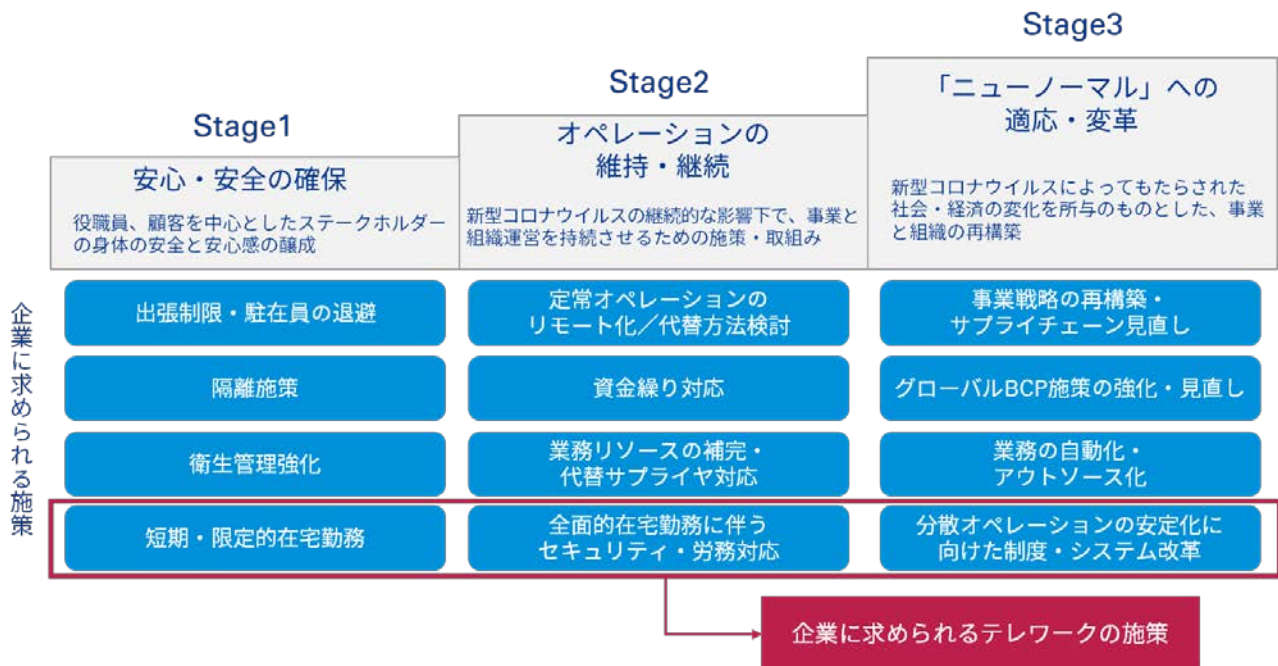 Stage1
安心・安全の確保
役職員、顧客を中心としたステークホルダー
の身体の安全と安心感の醸成
Stage2
オペレーションの
維持・継続
新型コロナウイルスの継続的な影響下で、事業と
組織運営を持続させるための施策・取組み
Stage3
「ニューノーマル」への
適応・変革
新型コロナウイルスによってもたらされた
社会・経済の変化を所与のものとした、事業
と組織の再構築
企業に求められる施策
出張制限・駐在員の退避
定常オペレーションの
リモート化／代替方法検討
事業戦略の再構築・
サプライチェーン見直し
隔離施策
資金繰り対応
グローバルBCP施策の強化・見直し
衛生管理強化
業務リソースの補完・
代替サプライヤ対応
業務の自動化・
アウトソース化
短期・限定的在宅勤務
全面的在宅勤務に伴う
セキュリティ・労務対応
分散オペレーションの安定化に
向けた制度・システム改革
企業に求められるテレワークの施策